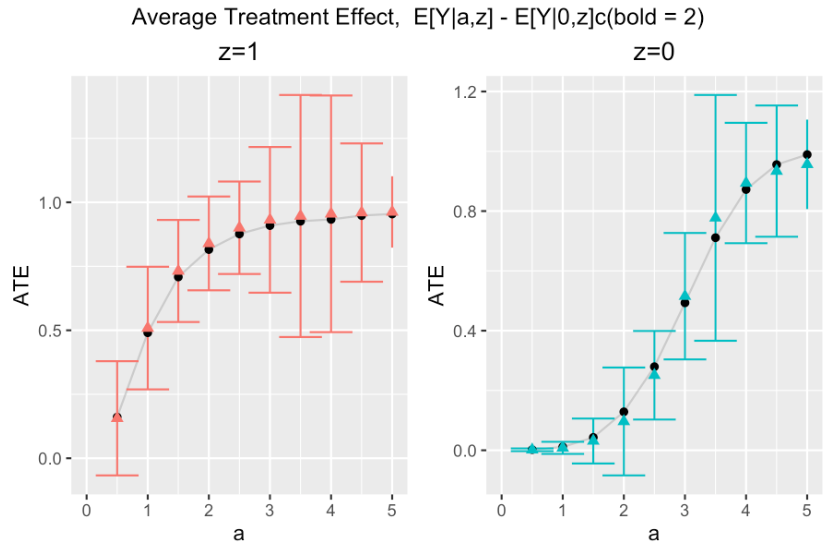 Average Treatment Effect,  E[Y|a,z] - E[Y|0,z]c(bold = 2)
z=1
z=0
ATE
1.0
0.5
0.0
0 1 2 3 4 5
a
ATE
1.2
0.8
0.4
0.0
0 1 2 3 4 5
a